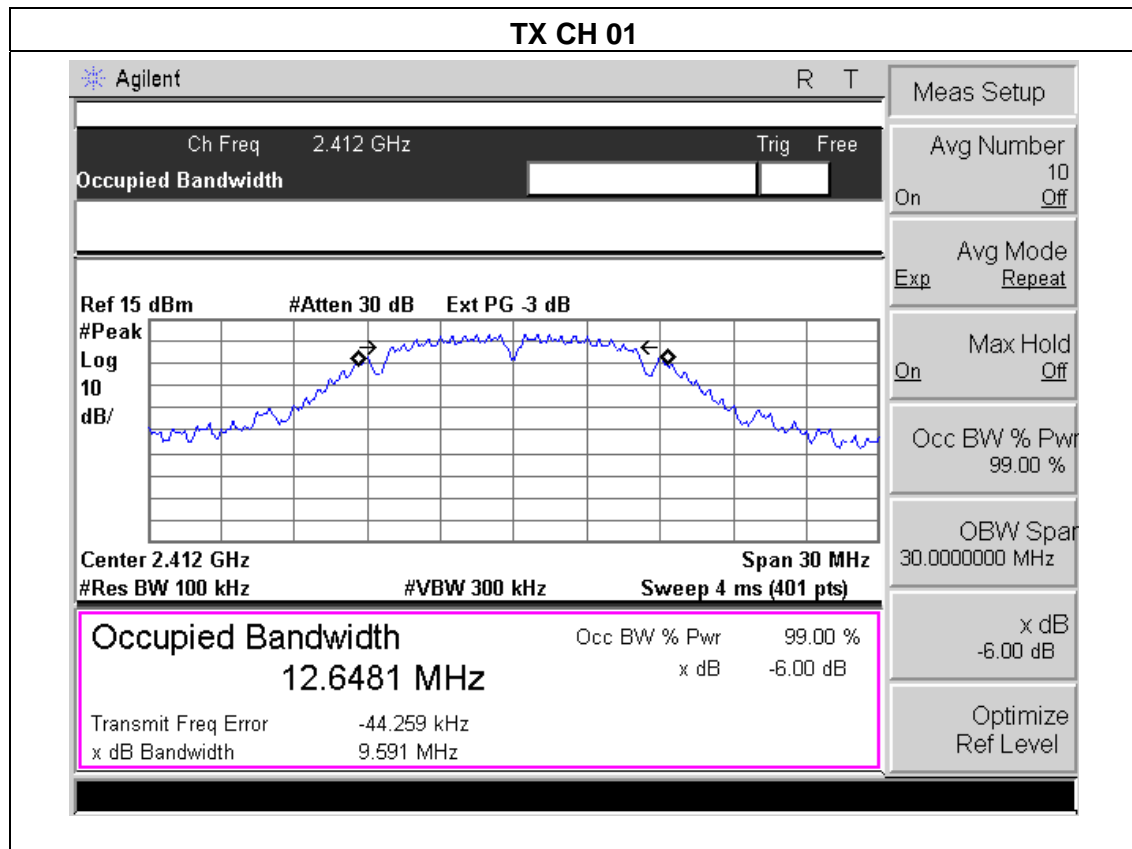 TX CH 01
Agilent R T
Ch Freq 2.412 GHz Trig Free
Occupied Bandwidth
Ref 15 dBm #Atten 30 dB Ext PG -3 dB
#Peak
Log
10
dB/
Center 2.412 GHz Span 30 MHz
#Res BW 100 kHz #VBW 300 kHz Sweep 4 ms (401 pts)
Occupied Bandwidth Occ BW % Pwr 99.00 %
12.6481 MHz x dB -6.00 dB
Transmit Freq Error -44.259 kHz
x dB Bandwidth 9.591 MHz
Meas Setup
Avg Number
10
On Off
Avg Mode
Exp Repeat
Max Hold
On Off
Occ BW % Pwr
99.00 %
OBW Span
30.0000000 MHz
x dB
-6.00 dB
Optimize
Ref Level